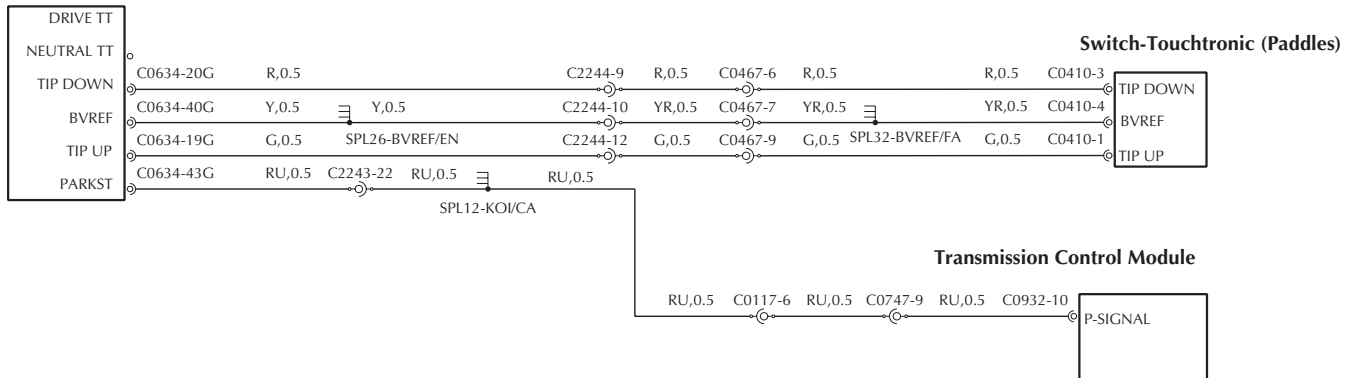 DRIVE TT
NEUTRAL TT
Switch-Touchtronic (Paddles)
TIP DOWN C0634-20G R,0.5 C2244-9 R,0.5 C0467-6 R,0.5 R,0.5 C0410-3 TIP DOWN
BVREF C0634-40G Y,0.5 Y,0.5 C2244-10 YR,0.5 C0467-7 YR,0.5 YR,0.5 C0410-4 BVREF
SPL26-BVREF/EN SPL32-BVREF/FA
TIP UP C0634-19G G,0.5 C2244-12 G,0.5 C0467-9 G,0.5 G,0.5 C0410-1 TIP UP
PARKST C0634-43G RU,0.5 C2243-22 RU,0.5 RU,0.5
SPL12-KOI/CA
Transmission Control Module
RU,0.5 C0117-6 RU,0.5 C0747-9 RU,0.5 C0932-10 P-SIGNAL